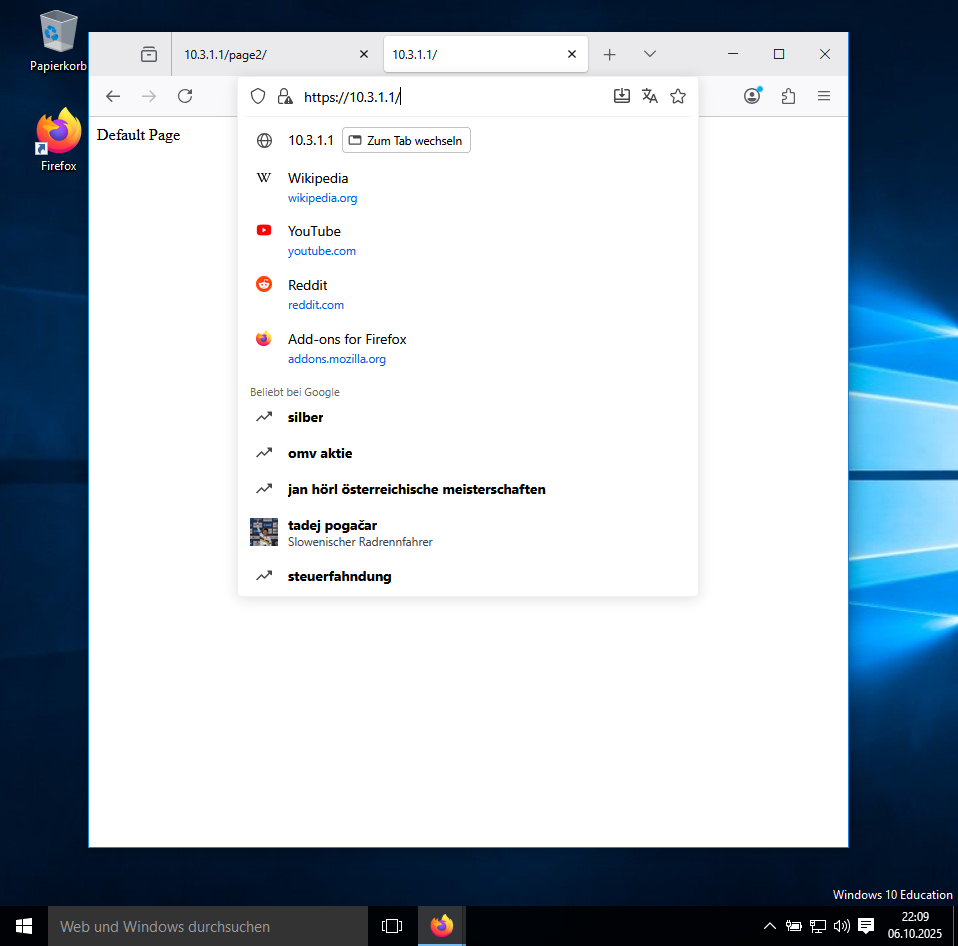 Papierkorb
Firefox
10.3.1.1/page2/
10.3.1.1/
https://10.3.1.1/
Default Page
10.3.1.1 Zum Tab wechseln
Wikipedia
wikipedia.org
YouTube
youtube.com
Reddit
reddit.com
Add-ons for Firefox
addons.mozilla.org
Beliebt bei Google
silber
omv aktie
jan hörl österreichische meisterschaften
tadej pogačar
Slowenischer Radrennfahrer
steuerfahndung
Windows 10 Education
Web und Windows durchsuchen
22:09
06.10.2025